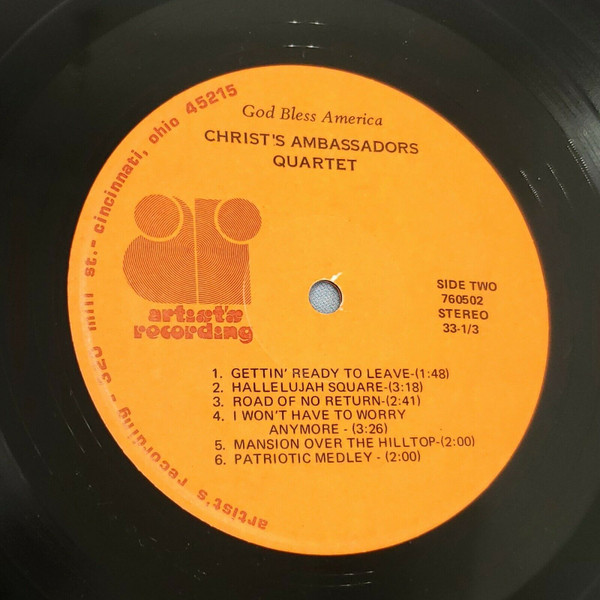 God Bless America
CHRIST'S AMBASSADORS
QUARTET
artist's
recording
SIDE TWO
760502
STEREO
33-1/3
1. GETTIN' READY TO LEAVE-(1:48)
2. HALLELUJAH SQUARE-(3:18)
3. ROAD OF NO RETURN-(2:41)
4. I WON'T HAVE TO WORRY
ANYMORE - (3:26)
5. MANSION OVER THE HILLTOP-(2:00)
6. PATRIOTIC MEDLEY - (2:00)
artist's recording - 320 mill st. - cincinnati, ohio 45215